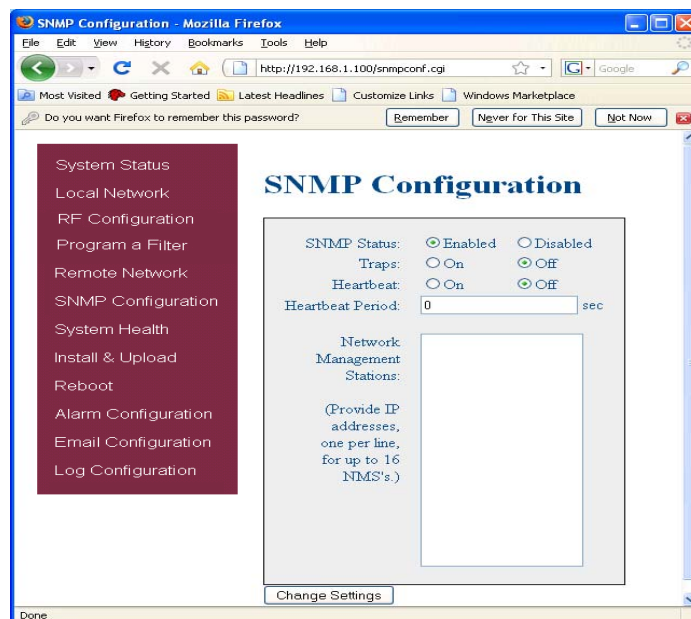 SNMP Configuration - Mozilla Firefox
File Edit View History Bookmarks Tools Help
http://192.168.1.100/snmpconf.cgi
G Google
Most Visited Getting Started Latest Headlines Customize Links Windows Marketplace
Do you want Firefox to remember this password? Remember Never for This Site Not Now
System Status
Local Network
RF Configuration
Program a Filter
Remote Network
SNMP Configuration
System Health
Install & Upload
Reboot
Alarm Configuration
Email Configuration
Log Configuration
SNMP Configuration
SNMP Status: Enabled Disabled
Traps: On Off
Heartbeat: On Off
Heartbeat Period: 0 sec
Network
Management
Stations:
(Provide IP
addresses,
one per line,
for up to 16
NMS's.)
Change Settings
Done